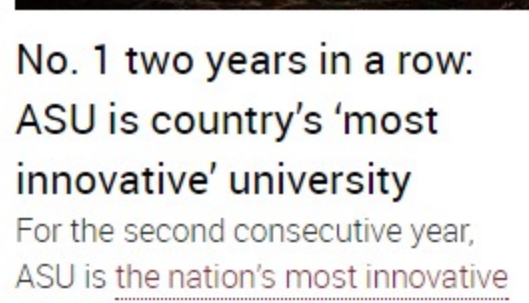 No. 1 two years in a row:
ASU is country’s ‘most
innovative’ university
For the second consecutive year,
ASU is the nation’s most innovative